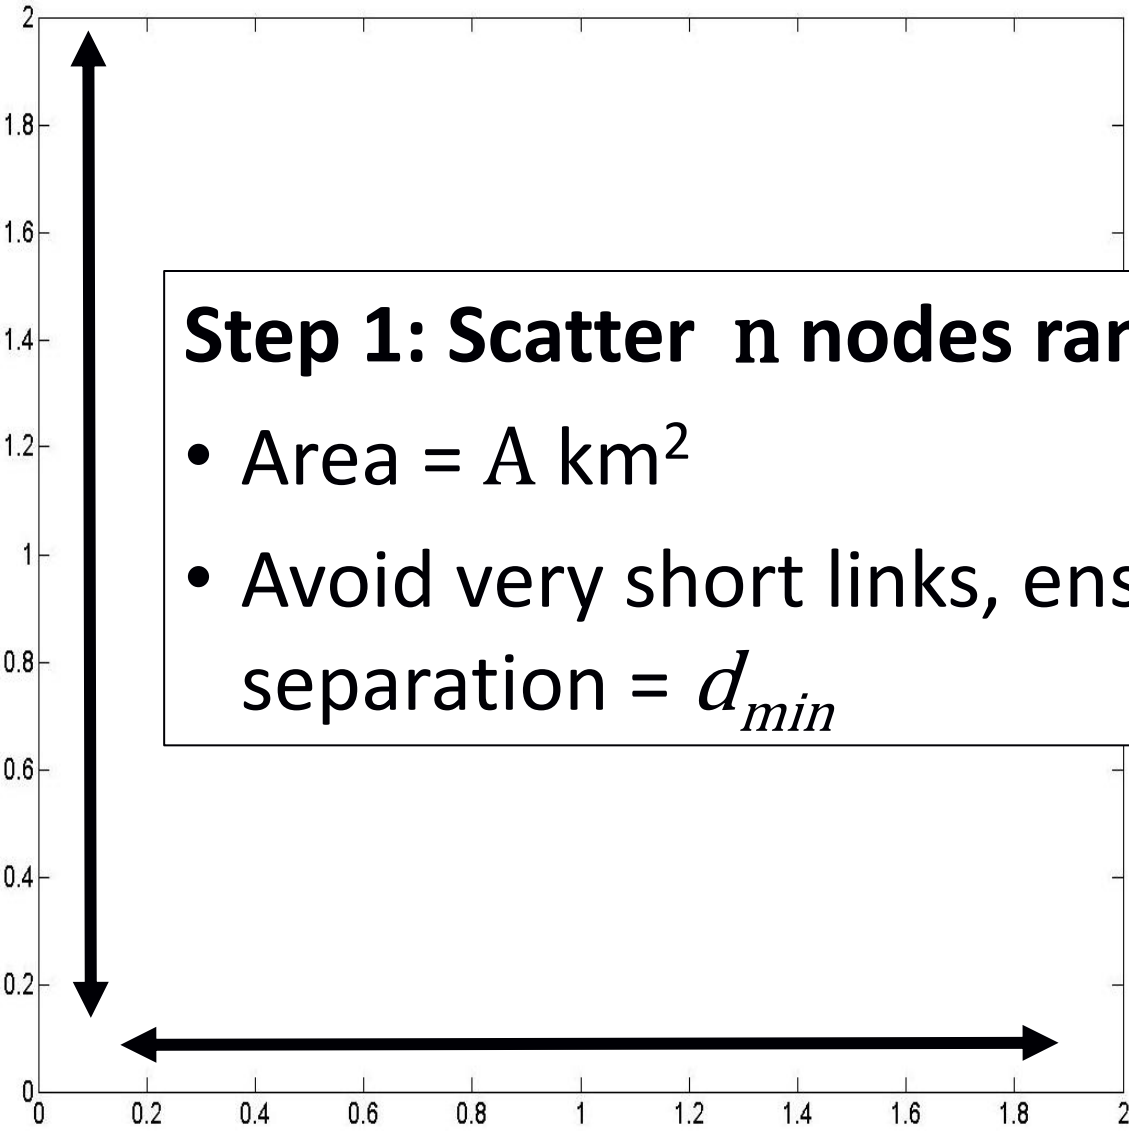 2
1.8
1.6
Step 1: Scatter n nodes
1.4
• Area = A km²
1.2
1
• Avoid very short links,
0.8
separation = dmin
0.6
0.4
0.2
0
0 0.2 0.4 0.6 0.8 1 1.2 1.4 1.6 1.8 2